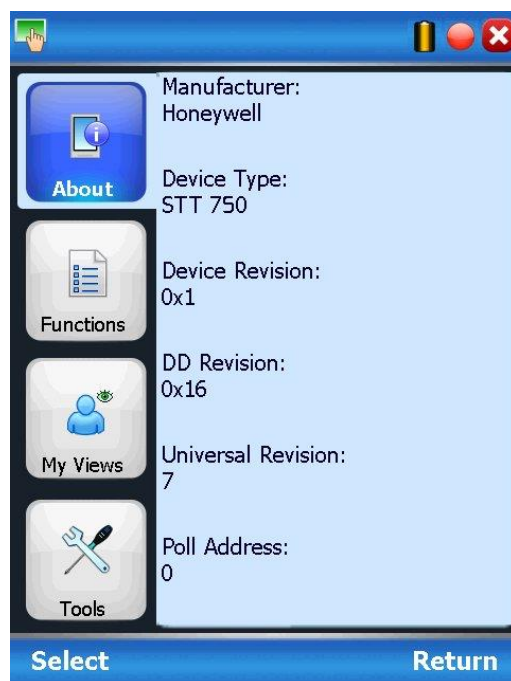 About
Functions
My Views
Tools
Manufacturer:
Honeywell
Device Type:
STT 750
Device Revision:
0x1
DD Revision:
0x16
Universal Revision:
7
Poll Address:
0
Select
Return